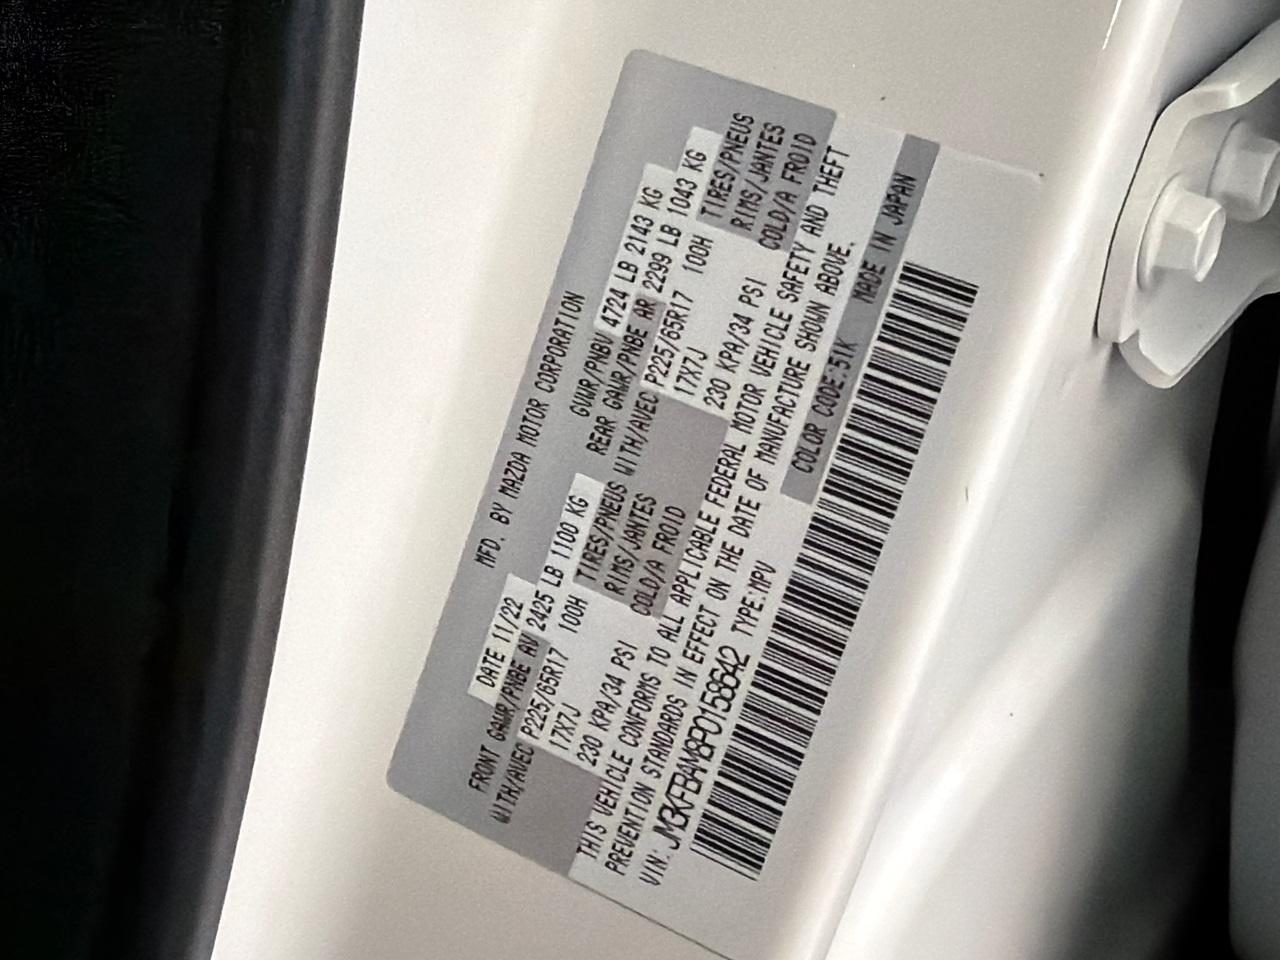 MFD. BY MAZDA MOTOR CORPORATION
DATE 11/22 GVWR/PNBV 4724 LB 2143 KG
FRONT GAWR/PNBE AV 2425 LB 1100 KG REAR GAWR/PNBE AR 2299 LB 1043 KG
WITH/AVEC P225/65R17 100H TIRES/PNEUS WITH/AVEC P225/65R17 100H TIRES/PNEUS
17X7J RIMS/JANTES 17X7J RIMS/JANTES
230 KPA/34 PSI COLD/A FROID 230 KPA/34 PSI COLD/A FROID
THIS VEHICLE CONFORMS TO ALL APPLICABLE FEDERAL MOTOR VEHICLE SAFETY AND THEFT
PREVENTION STANDARDS IN EFFECT ON THE DATE OF MANUFACTURE SHOWN ABOVE.
VIN: JM3KFBAM8P0158642 TYPE:MPV COLOR CODE:51K MADE IN JAPAN